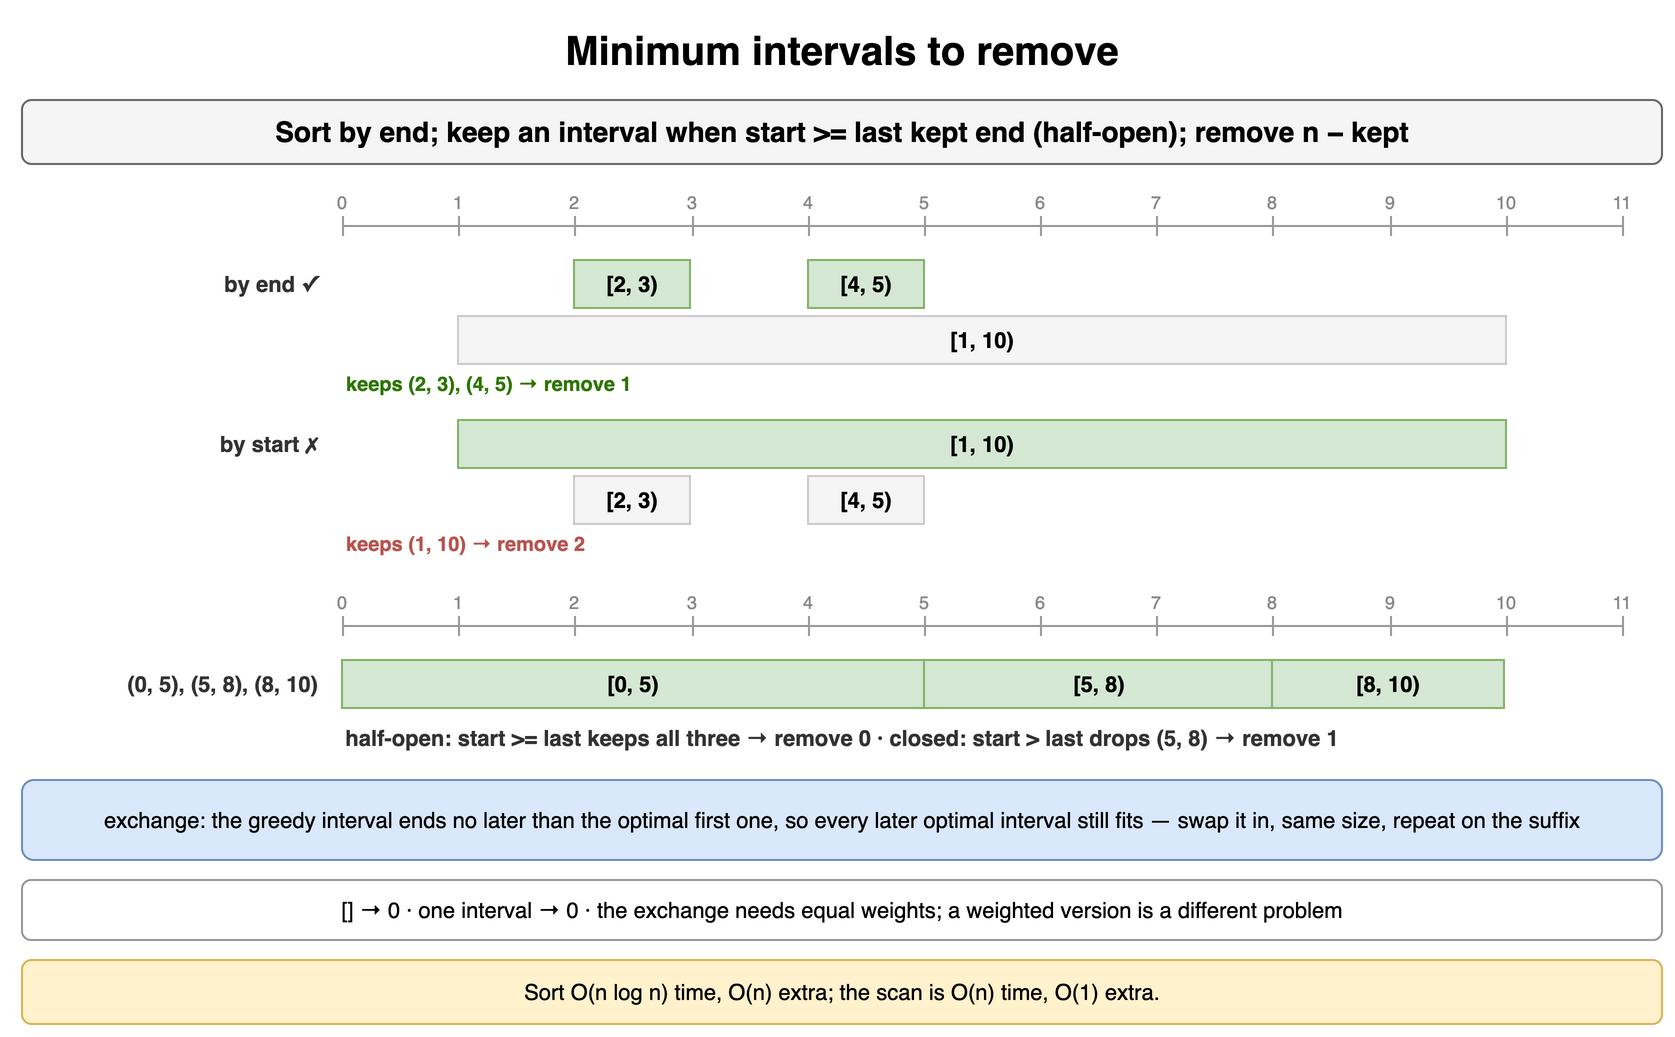 Minimum intervals to remove
Sort by end; keep an interval when start >= last kept end (half-open); remove n – kept
0 1 2 3 4 5 6 7 8 9 10 11
by end ✓ [2, 3) [4, 5)
[1, 10)
keeps (2, 3), (4, 5) → remove 1
by start ✗ [1, 10)
[2, 3) [4, 5)
keeps (1, 10) → remove 2
0 1 2 3 4 5 6 7 8 9 10 11
(0, 5), (5, 8), (8, 10) [0, 5) [5, 8) [8, 10)
half-open: start >= last keeps all three → remove 0 · closed: start > last drops (5, 8) → remove 1
exchange: the greedy interval ends no later than the optimal first one, so every later optimal interval still fits — swap it in, same size, repeat on the suffix
[] → 0 · one interval → 0 · the exchange needs equal weights; a weighted version is a different problem
Sort O(n log n) time, O(n) extra; the scan is O(n) time, O(1) extra.